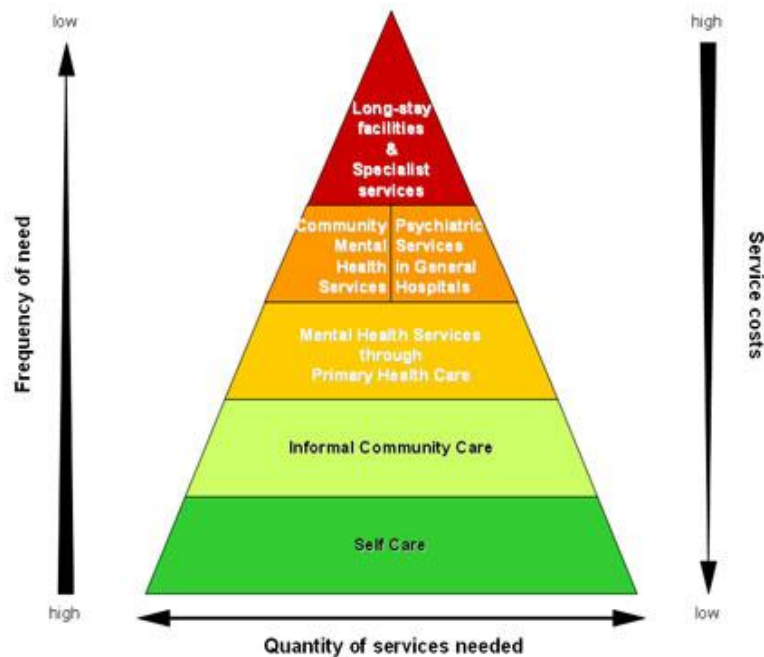 low
high
Long-stay
facilities
&
Specialist
services
Community
Mental
Health
Services
Psychiatric
Services
in General
Hospitals
Frequency of need
Service costs
Mental Health Services
through
Primary Health Care
Informal Community Care
Self Care
high
low
Quantity of services needed